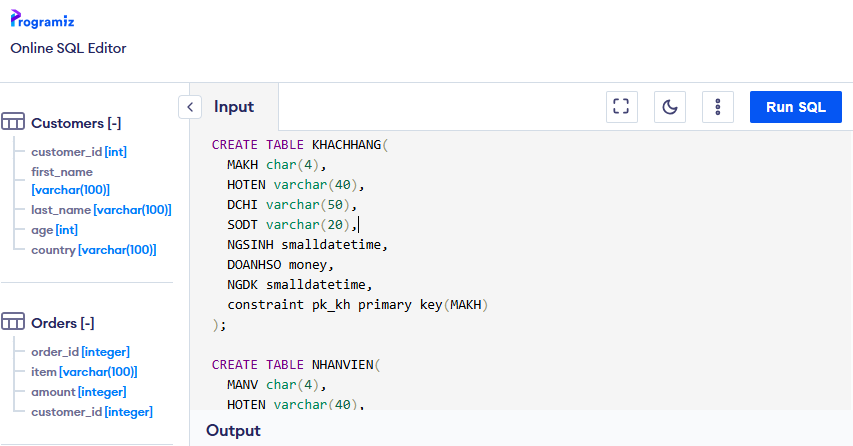 Programiz
Online SQL Editor
Customers [-]
customer_id [int]
first_name
[varchar(100)]
last_name [varchar(100)]
age [int]
country [varchar(100)]
Orders [-]
order_id [integer]
item [varchar(100)]
amount [integer]
customer_id [integer]
Input
Run SQL
CREATE TABLE KHACHHANG(
MAKH char(4),
HOTEN varchar(40),
DCHI varchar(50),
SODT varchar(20),
NGSINH smalldatetime,
DOANHSO money,
NGDK smalldatetime,
constraint pk_kh primary key(MAKH)
);
CREATE TABLE NHANVIEN(
MANV char(4),
HOTEN varchar(40),
Output